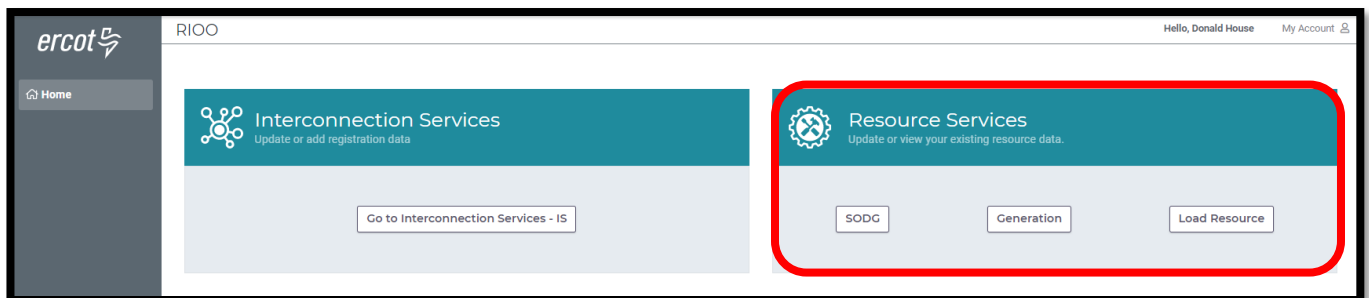 ercot
RIOO
Hello, Donald House
My Account
Home
Interconnection Services
Update or add registration data
Go to Interconnection Services - IS
Resource Services
Update or view your existing resource data.
SODG
Generation
Load Resource